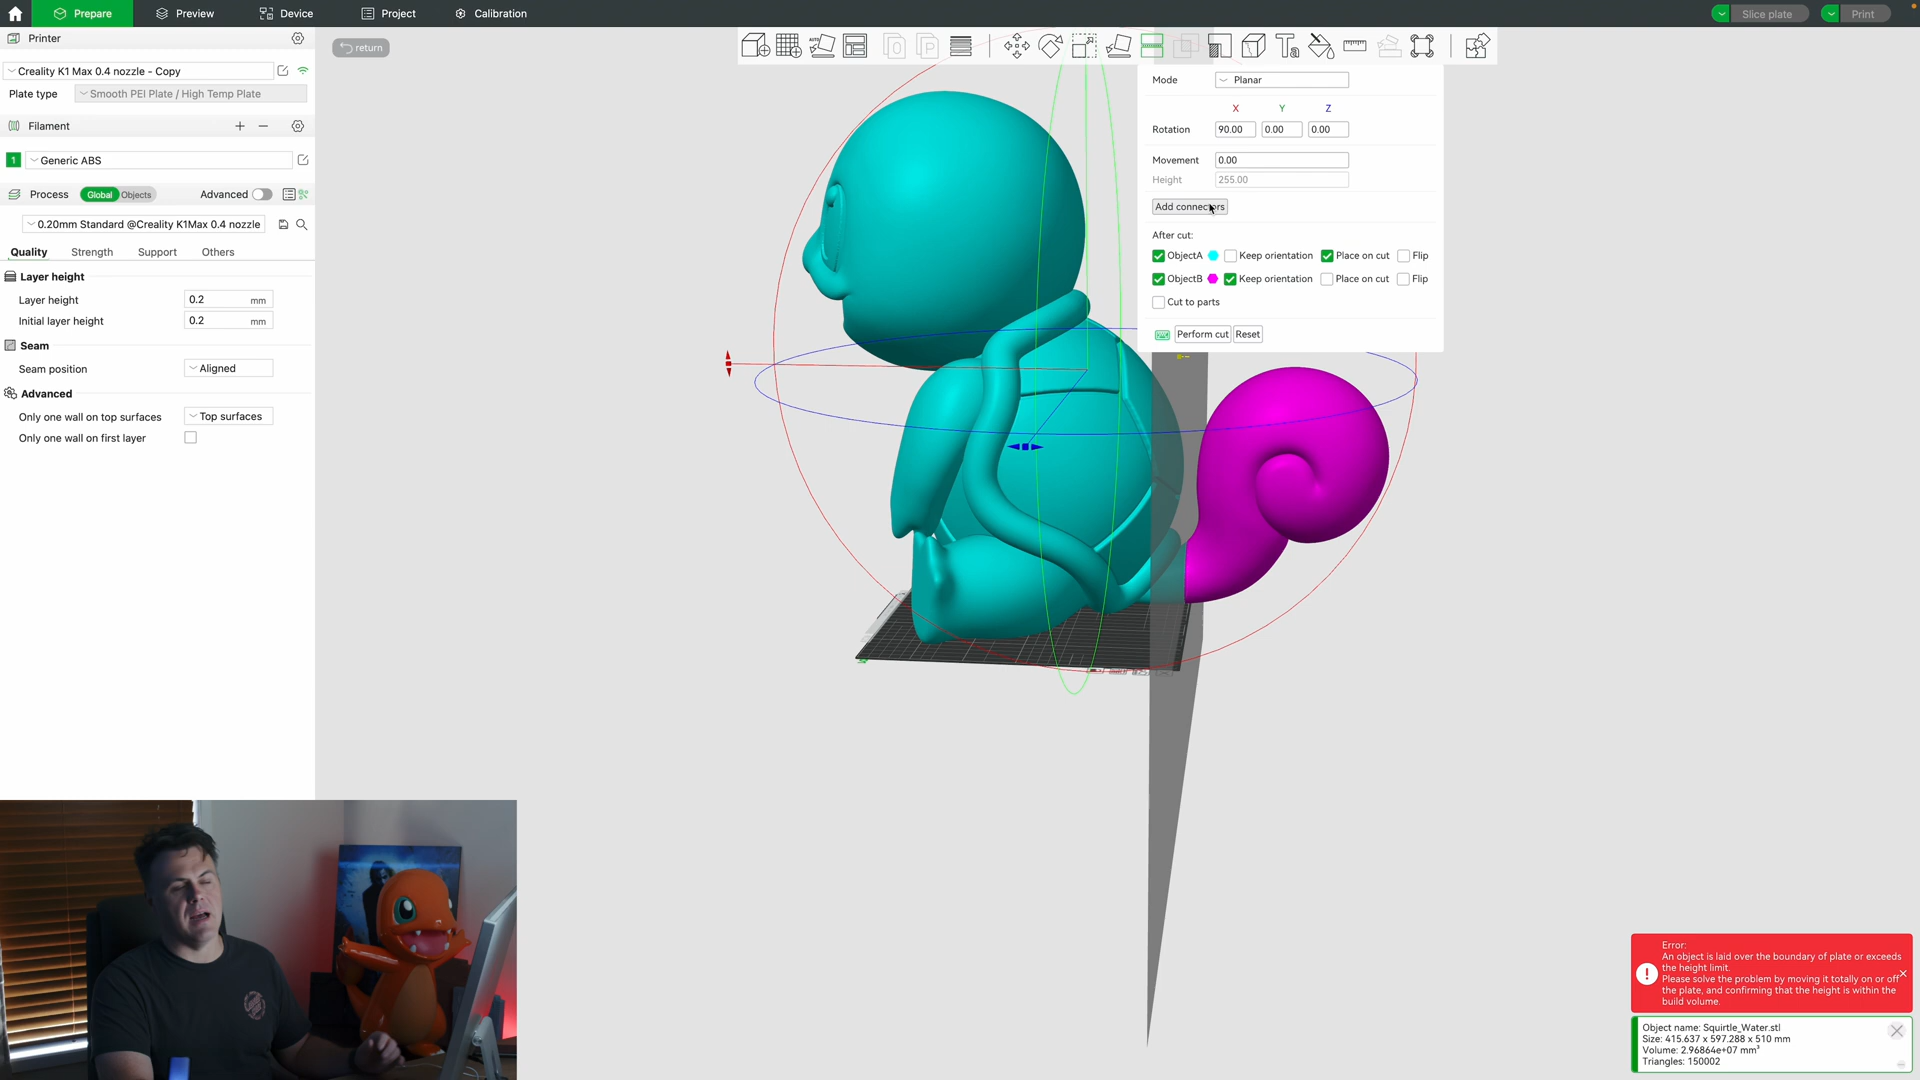 Prepare
Preview
Device
Project
Calibration
Slice plate
Print
Printer
Creality K1 Max 0.4 nozzle - Copy
Plate type
Smooth PEI Plate / High Temp Plate
Filament
1
Generic ABS
Process
Global
Objects
Advanced
0.20mm Standard @Creality K1Max 0.4 nozzle
Quality
Strength
Support
Others
Layer height
Layer height
0.2
mm
Initial layer height
0.2
mm
Seam
Seam position
Aligned
Advanced
Only one wall on top surfaces
Top surfaces
Only one wall on first layer
return
AUTO
Mode
Planar
X
Y
Z
Rotation
90.00
0.00
0.00
Movement
0.00
Height
255.00
Add connectors
After cut:
ObjectA
Keep orientation
Place on cut
Flip
ObjectB
Keep orientation
Place on cut
Flip
Cut to parts
Perform cut
Reset
Error:
An object is laid over the boundary of plate or exceeds
the height limit.
Please solve the problem by moving it totally on or off
the plate, and confirming that the height is within the
build volume.
Object name: Squirtle_Water.stl
Size: 415.637 x 597.288 x 510 mm
Volume: 2.96864e+07 mm³
Triangles: 150002